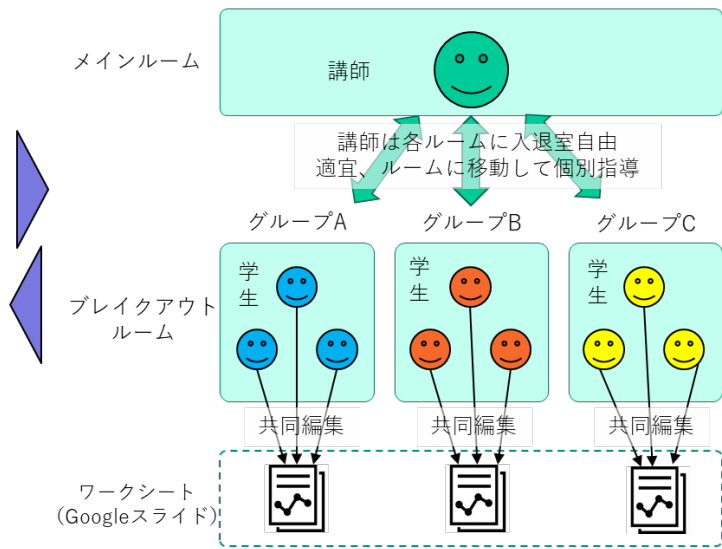 メインルーム
講師
講師は各ルームに入退室自由
適宜、ルームに移動して個別指導
グループA
グループB
グループC
学生
学生
学生
ブレイクアウト
ルーム
共同編集
共同編集
共同編集
ワークシート
(Googleスライド)